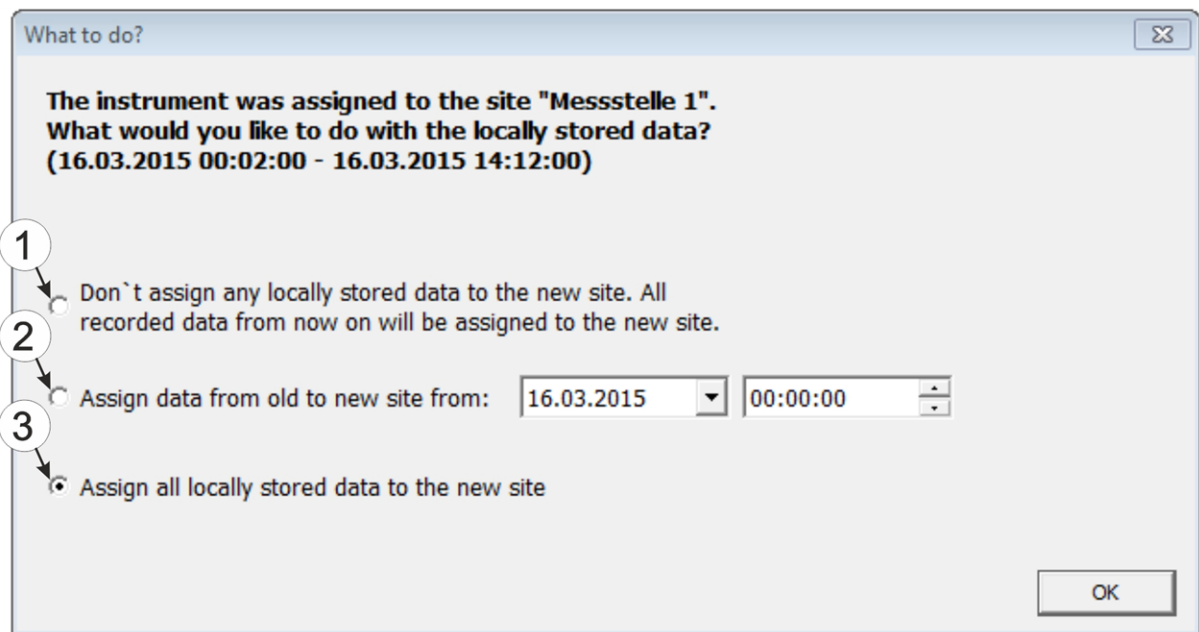 What to do?
The instrument was assigned to the site "Messstelle 1".
What would you like to do with the locally stored data?
(16.03.2015 00:02:00 - 16.03.2015 14:12:00)
1
Don`t assign any locally stored data to the new site. All
recorded data from now on will be assigned to the new site.
2
Assign data from old to new site from: 16.03.2015 00:00:00
3
Assign all locally stored data to the new site
OK